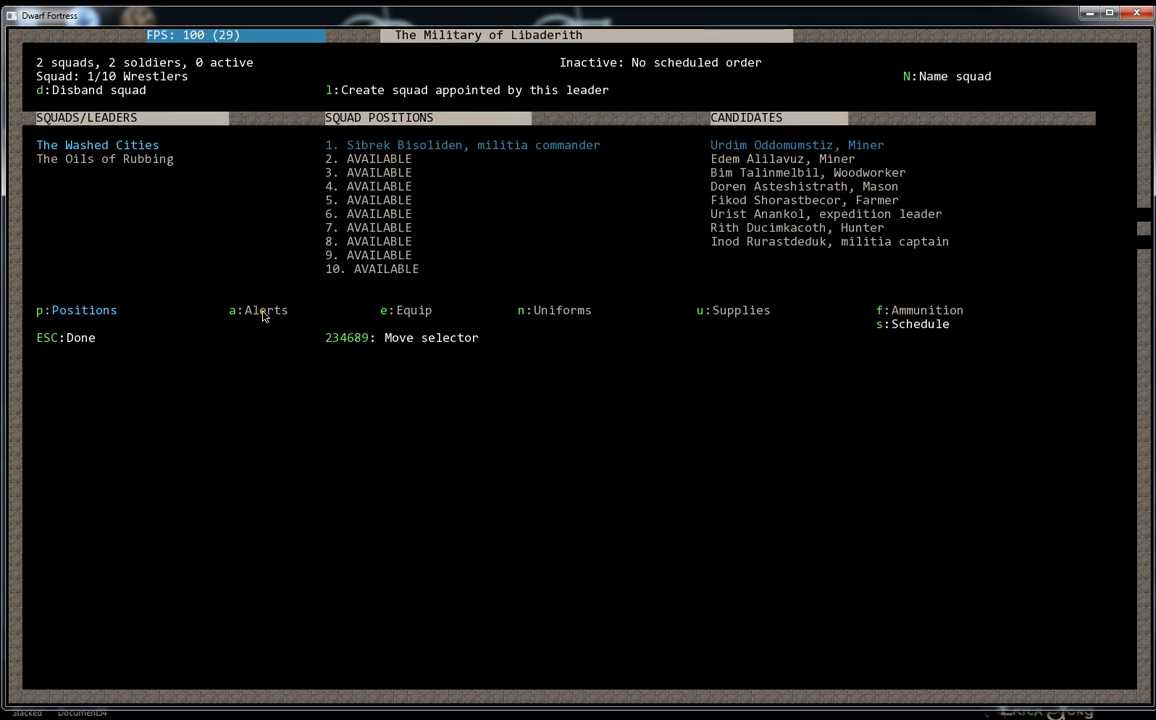 Dwarf Fortress
FPS: 100 (29) The Military of Libaderith
2 squads, 2 soldiers, 0 active Inactive: No scheduled order
Squad: 1/10 Wrestlers N:Name squad
d:Disband squad l:Create squad appointed by this leader
SQUADS/LEADERS SQUAD POSITIONS CANDIDATES
The Washed Cities 1. Sibrek Bisoliden, militia commander Urdim Oddomumstiz, Miner
The Oils of Rubbing 2. AVAILABLE Edem Alilavuz, Miner
3. AVAILABLE Bim Talinmelbil, Woodworker
4. AVAILABLE Doren Asteshistrath, Mason
5. AVAILABLE Fikod Shorastbecor, Farmer
6. AVAILABLE Urist Anankol, expedition leader
7. AVAILABLE Rith Ducimkacoth, Hunter
8. AVAILABLE Inod Rurastdeduk, militia captain
9. AVAILABLE
10. AVAILABLE
p:Positions a:Alerts e:Equip n:Uniforms u:Supplies f:Ammunition
s:Schedule
ESC:Done 234689: Move selector
Stacked Document54